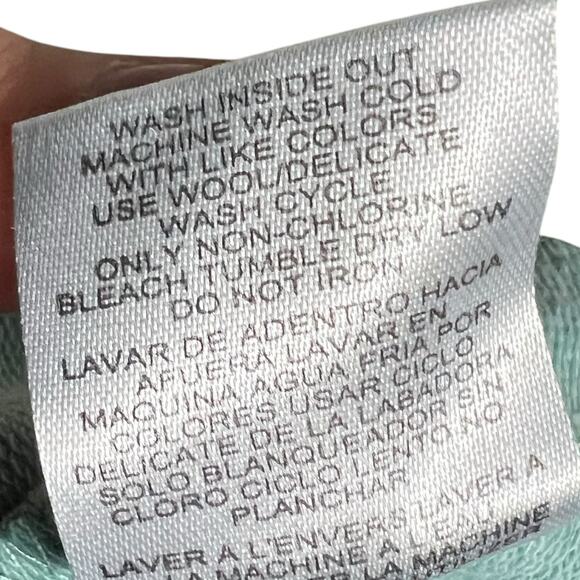 WASH INSIDE OUT
MACHINE WASH COLD
WITH LIKE COLORS
USE WOOL/DELICATE
WASH CYCLE
ONLY NON-CHLORINE
BLEACH TUMBLE DRY LOW
DO NOT IRON
LAVAR DE ADENTRO HACIA
AFUERA LAVAR EN
MAQUINA AGUA FRIA POR
COLORES USAR CICLO
DELICATE DE LA LABADORA
SOLO BLANQUEADOR SIN
CLORO CICLO LENTO NO
PLANCHAR
LAVER A L'ENVERS LAVER A
LA MACHINE A L'EAU
LA MACHINE